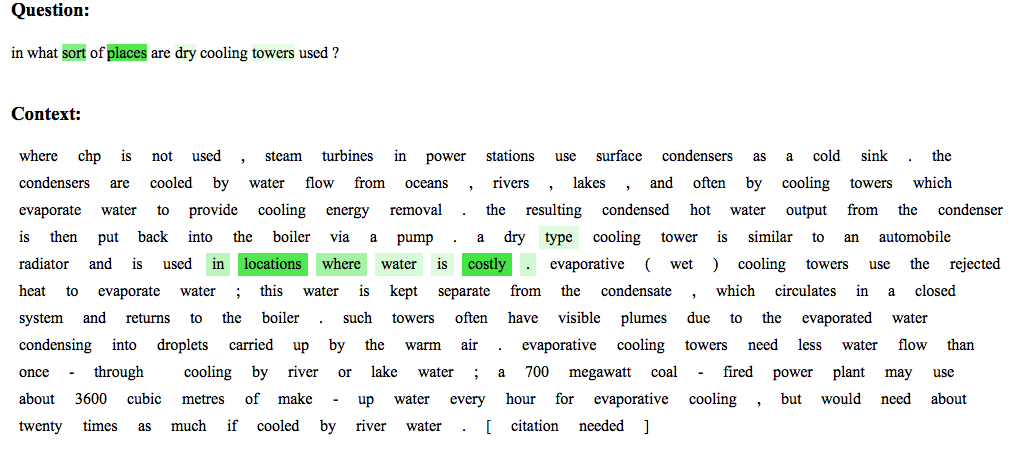 Question:
in what sort of places are dry cooling towers used ?
Context:
where chp is not used , steam turbines in power stations use surface condensers as a cold sink . the
condensers are cooled by water flow from oceans , rivers , lakes , and often by cooling towers which
evaporate water to provide cooling energy removal . the resulting condensed hot water output from the condenser
is then put back into the boiler via a pump . a dry type cooling tower is similar to an automobile
radiator and is used in locations where water is costly . evaporative ( wet ) cooling towers use the rejected
heat to evaporate water ; this water is kept separate from the condensate , which circulates in a closed
system and returns to the boiler . such towers often have visible plumes due to the evaporated water
condensing into droplets carried up by the warm air . evaporative cooling towers need less water flow than
once - through cooling by river or lake water ; a 700 megawatt coal - fired power plant may use
about 3600 cubic metres of make - up water every hour for evaporative cooling , but would need about
twenty times as much if cooled by river water . [ citation needed ]